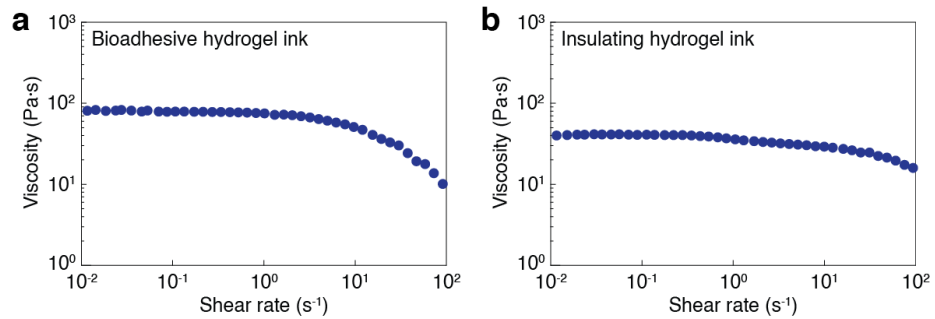 a
Bioadhesive hydrogel ink
Viscosity (Pa·s)
10³
10²
10¹
10⁰
10⁻²
10⁻¹
10⁰
10¹
10²
Shear rate (s⁻¹)
b
Insulating hydrogel ink
Viscosity (Pa·s)
10³
10²
10¹
10⁰
10⁻²
10⁻¹
10⁰
10¹
10²
Shear rate (s⁻¹)